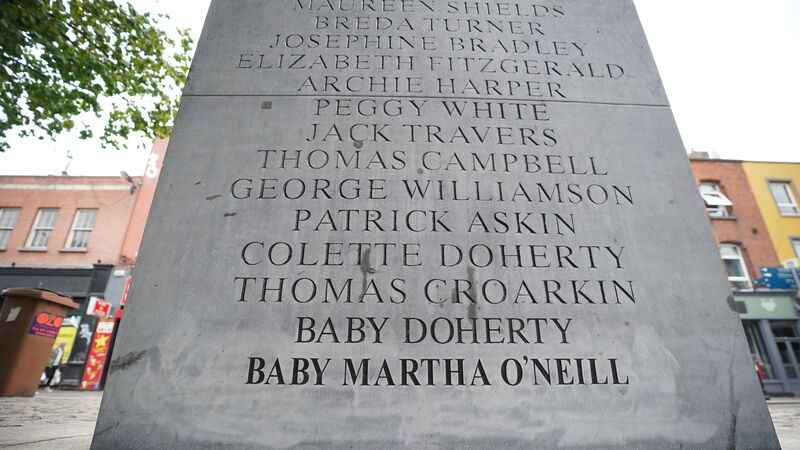 MAUREEN SHIELDS
BREDA TURNER
JOSEPHINE BRADLEY
ELIZABETH FITZGERALD
ARCHIE HARPER
PEGGY WHITE
JACK TRAVERS
THOMAS CAMPBELL
GEORGE WILLIAMSON
PATRICK ASKIN
COLETTE DOHERTY
THOMAS CROARKIN
BABY DOHERTY
BABY MARTHA O'NEILL